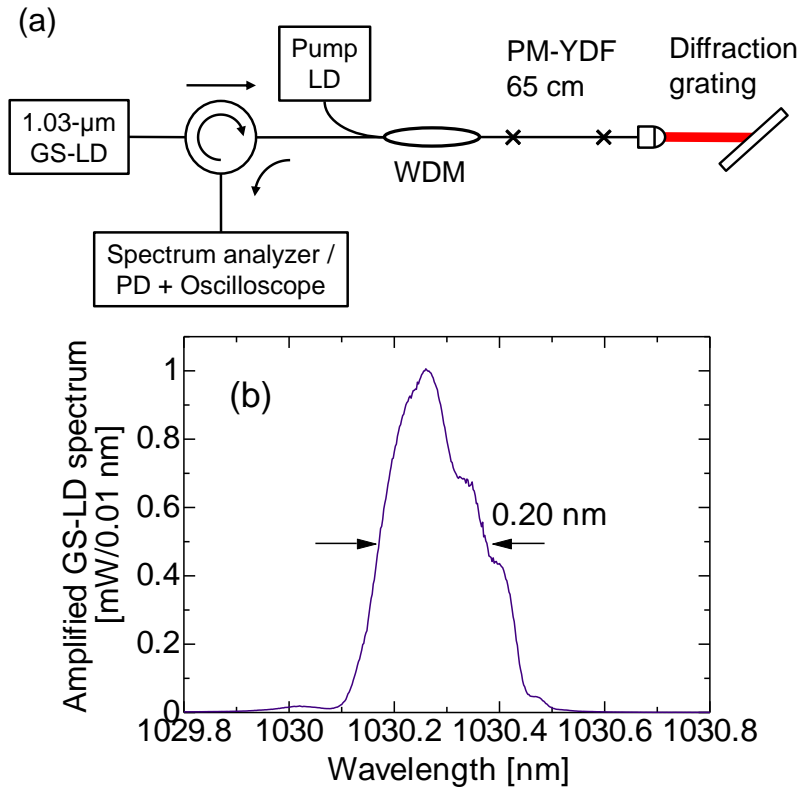 (a)
Pump
LD
PM-YDF
65 cm
Diffraction
grating
1.03-μm
GS-LD
WDM
Spectrum analyzer /
PD + Oscilloscope
(b)
0.20 nm
Amplified GS-LD spectrum
[mW/0.01 nm]
1
0.8
0.6
0.4
0.2
0
1029.8 1030 1030.2 1030.4 1030.6 1030.8
Wavelength [nm]